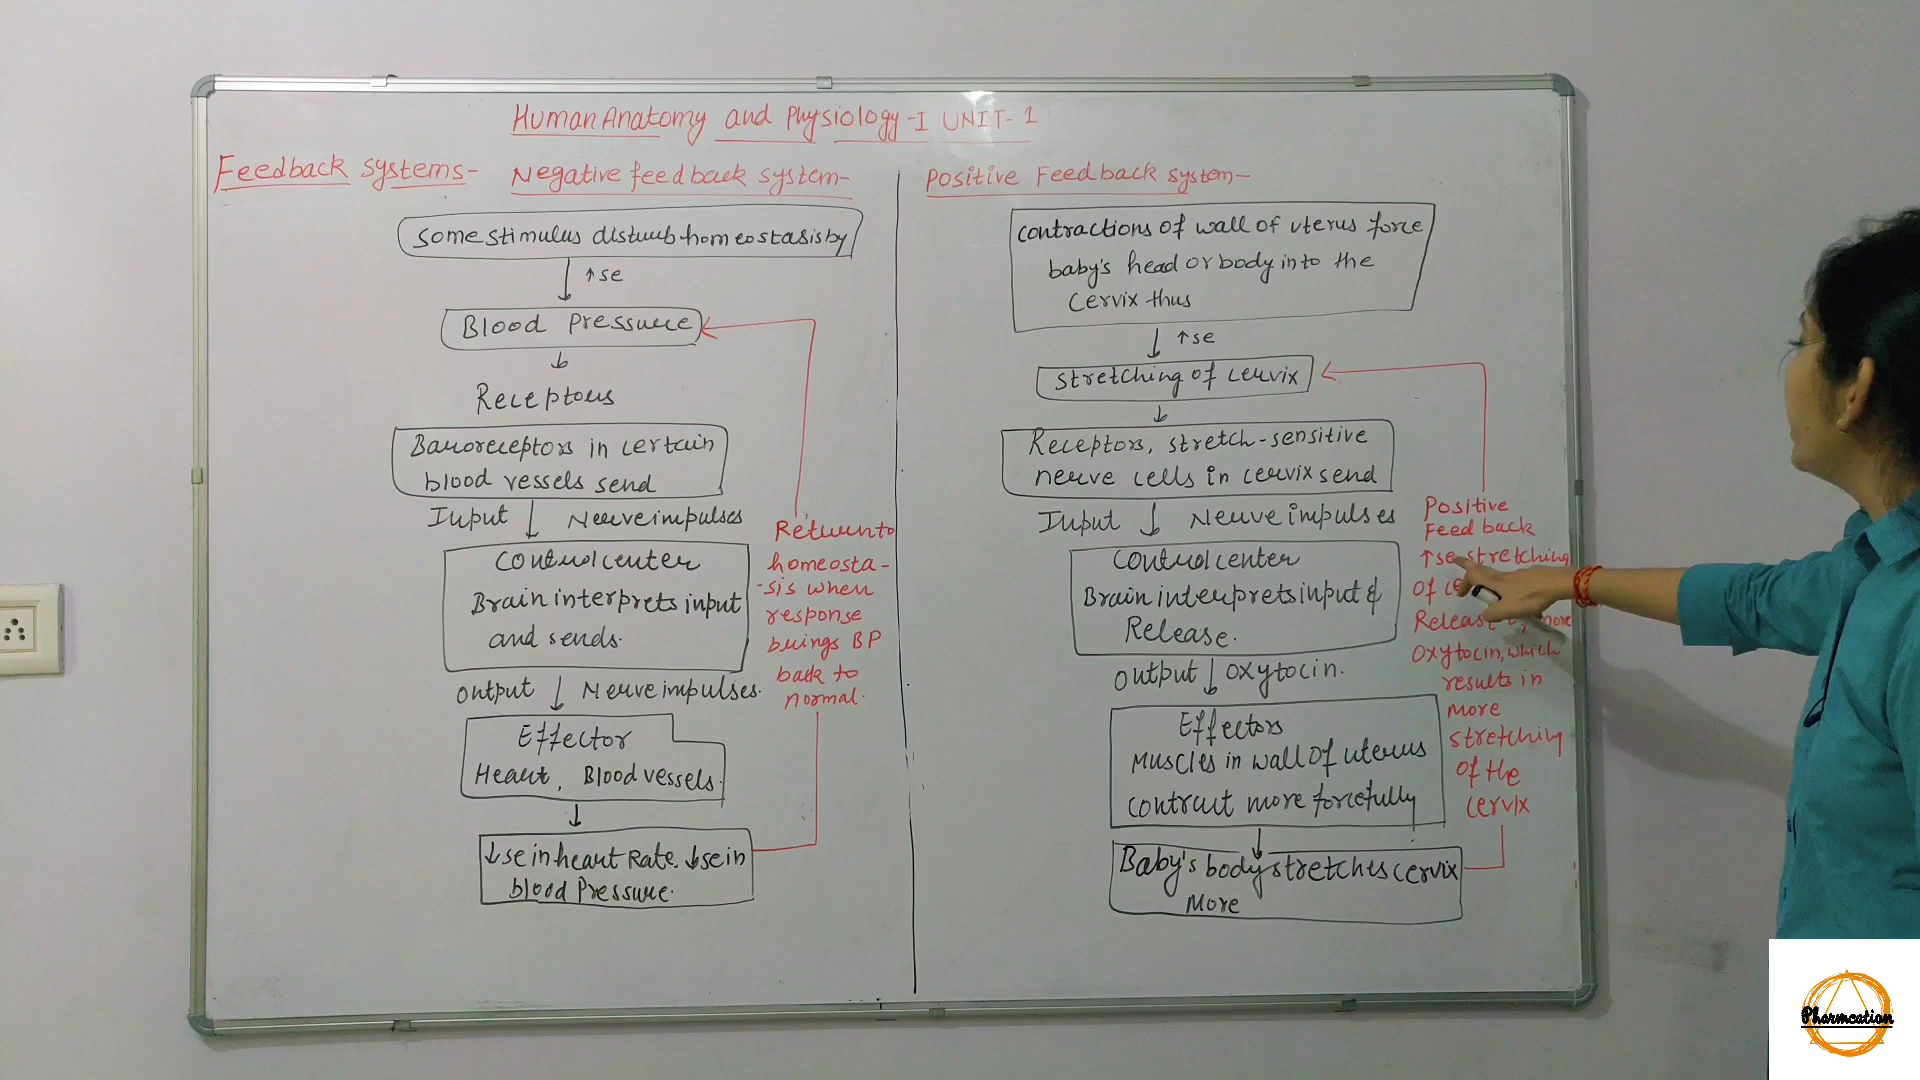 Human Anatomy and Physiology-I UNIT-1
Feedback systems-
Negative feedback system-
some stimulus disturb homeostasis by
↑se
Blood Pressure
Receptors
Baroreceptors in certain
blood vessels send
Input Nerve impulses
Control center
Brain interprets input
and sends.
Output Nerve impulses.
Effector
Heart, Blood vessels.
↓se in heart Rate. ↓se in
blood Pressure.
Return to
homeosta-
-sis when
response
brings BP
back to
normal.
Positive Feedback system-
contractions of wall of uterus force
baby's head or body into the
cervix thus
↑se
stretching of cervix
Receptors, stretch-sensitive
nerve cells in cervix send
Input Nerve impulses
Control center
Brain interprets input &
Release.
Output Oxytocin.
Effectors
Muscles in wall of uterus
contract more forcefully
Baby's body stretches cervix
More
Positive
Feed back
↑se stretching
of
more
Oxytocin, which
results in
more
stretching
of the
cervix
Pharmcation